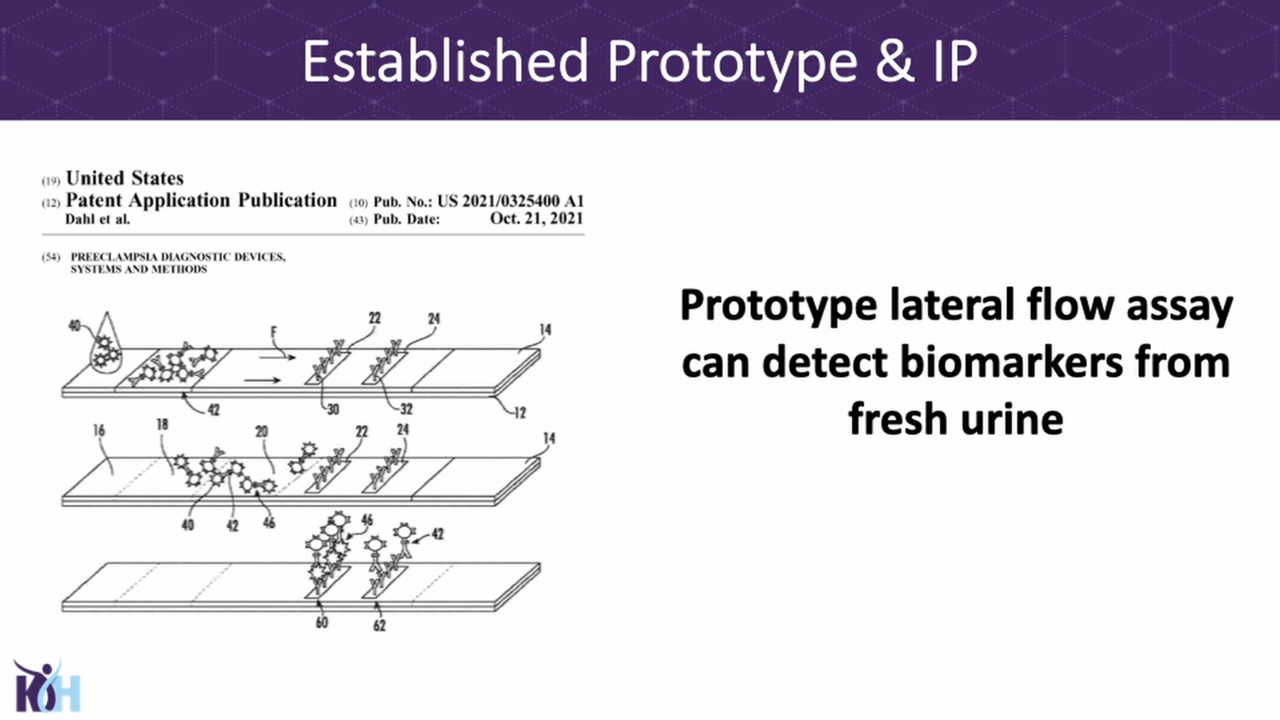 Established Prototype & IP
(19) United States
(12) Patent Application Publication (10) Pub. No.: US 2021/0325400 A1
Dahl et al. (43) Pub. Date: Oct. 21, 2021
(54) PREECLAMPSIA DIAGNOSTIC DEVICES,
SYSTEMS AND METHODS
Prototype lateral flow assay
can detect biomarkers from
fresh urine
40 F 22 24 14
42 30 32 12
16 18 20 22 24 14
40 42 46
46 42
60 62
KH